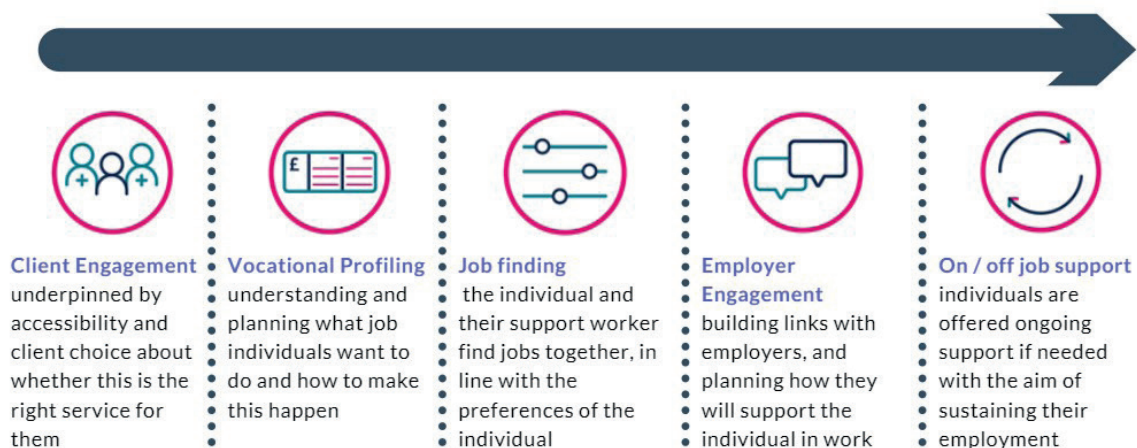 £
Client Engagement
underpinned by
accessibility and
client choice about
whether this is the
right service for
them
Vocational Profiling
understanding and
planning what job
individuals want to
do and how to make
this happen
Job finding
the individual and
their support worker
find jobs together, in
line with the
preferences of the
individual
Employer
Engagement
building links with
employers, and
planning how they
will support the
individual in work
On / off job support
individuals are
offered ongoing
support if needed
with the aim of
sustaining their
employment